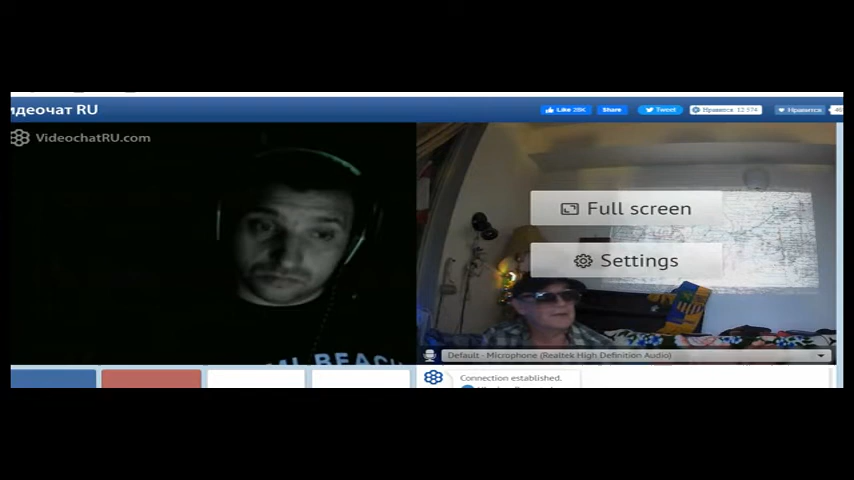 идеочат RU
Like 28K
Share
Tweet
Нравится 12 574
Нравится
VideochatRU.com
Full screen
Settings
MI BEACH
Default - Microphone (Realtek High Definition Audio)
Connection established.